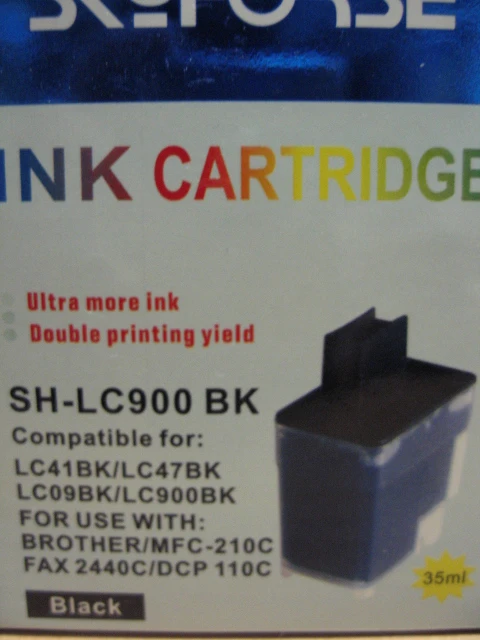 INK CARTRIDGE
Ultra more ink
Double printing yield
SH-LC900 BK
Compatible for:
LC41BK/LC47BK
LC09BK/LC900BK
FOR USE WITH:
BROTHER/MFC-210C
FAX 2440C/DCP 110C
Black
35ml